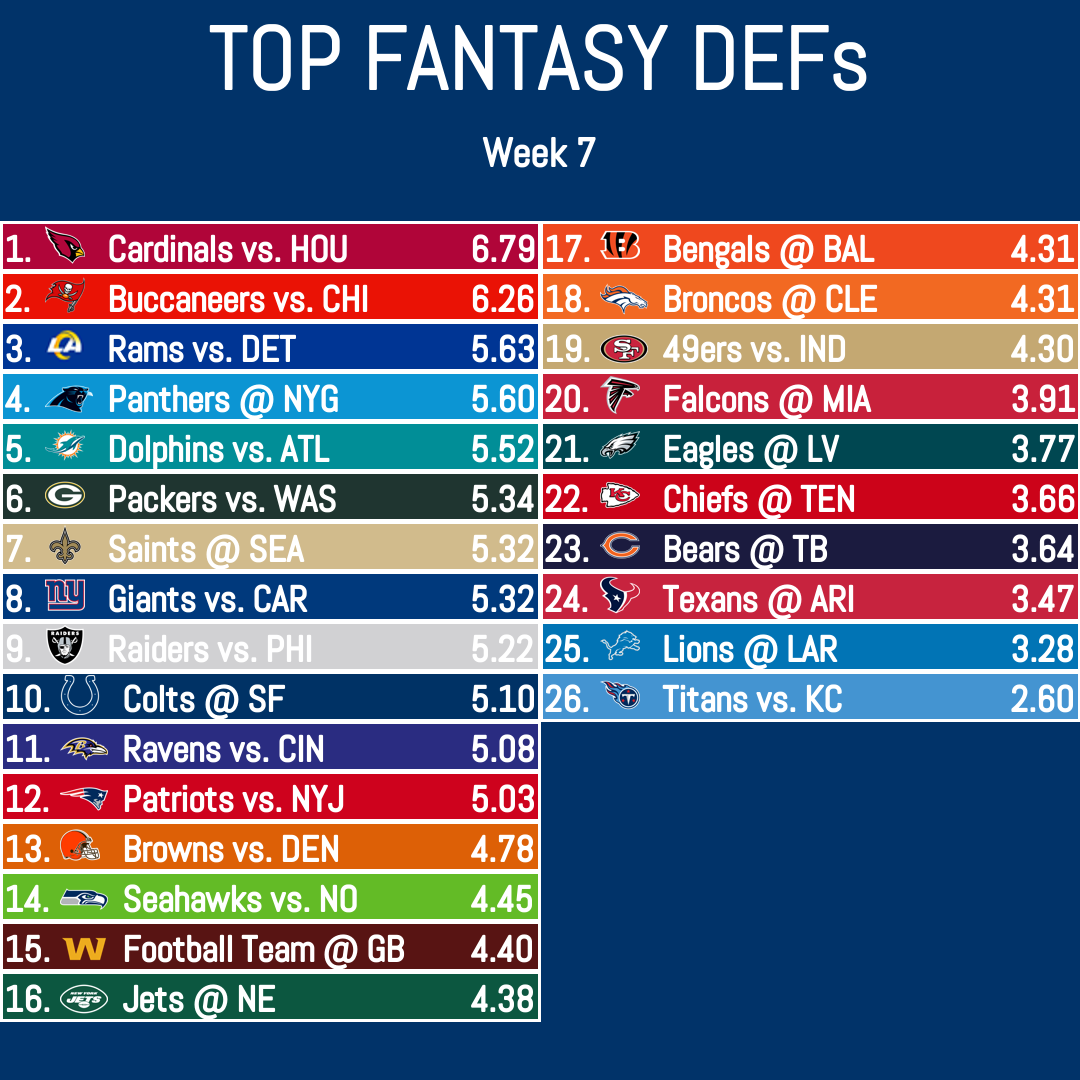 TOP FANTASY DEFs
Week 7
1. Cardinals vs. HOU 6.79
2. Buccaneers vs. CHI 6.26
3. Rams vs. DET 5.63
4. Panthers @ NYG 5.60
5. Dolphins vs. ATL 5.52
6. Packers vs. WAS 5.34
7. Saints @ SEA 5.32
8. Giants vs. CAR 5.32
9. Raiders vs. PHI 5.22
10. Colts @ SF 5.10
11. Ravens vs. CIN 5.08
12. Patriots vs. NYJ 5.03
13. Browns vs. DEN 4.78
14. Seahawks vs. NO 4.45
15. Football Team @ GB 4.40
16. Jets @ NE 4.38
17. Bengals @ BAL 4.31
18. Broncos @ CLE 4.31
19. 49ers vs. IND 4.30
20. Falcons @ MIA 3.91
21. Eagles @ LV 3.77
22. Chiefs @ TEN 3.66
23. Bears @ TB 3.64
24. Texans @ ARI 3.47
25. Lions @ LAR 3.28
26. Titans vs. KC 2.60